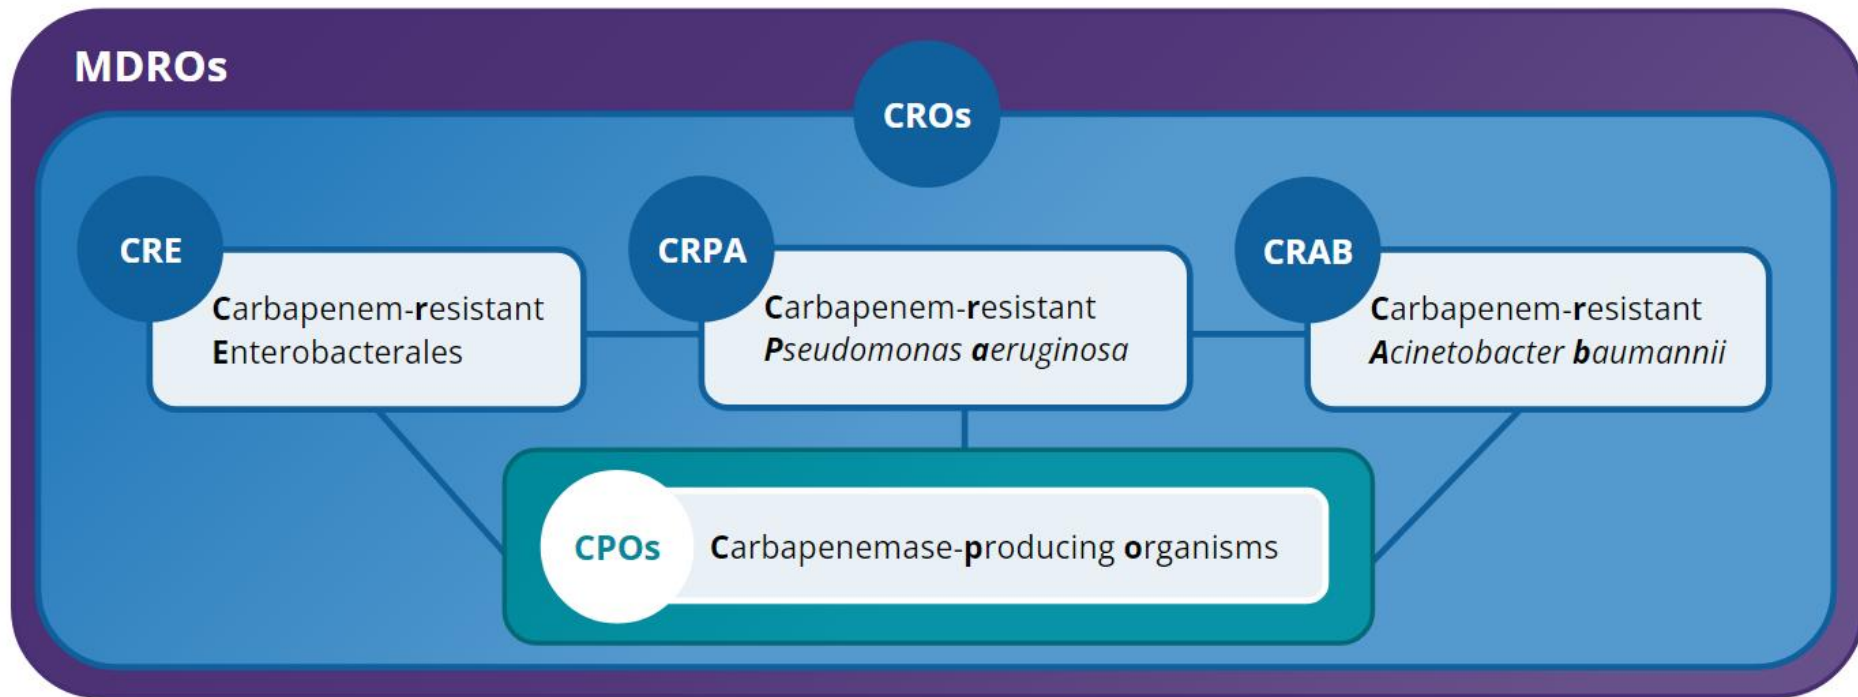 MDROs
CROs
CRE
Carbapenem-resistant
Enterobacterales
CRPA
Carbapenem-resistant
Pseudomonas aeruginosa
CRAB
Carbapenem-resistant
Acinetobacter baumannii
CPOs
Carbapenemase-producing organisms